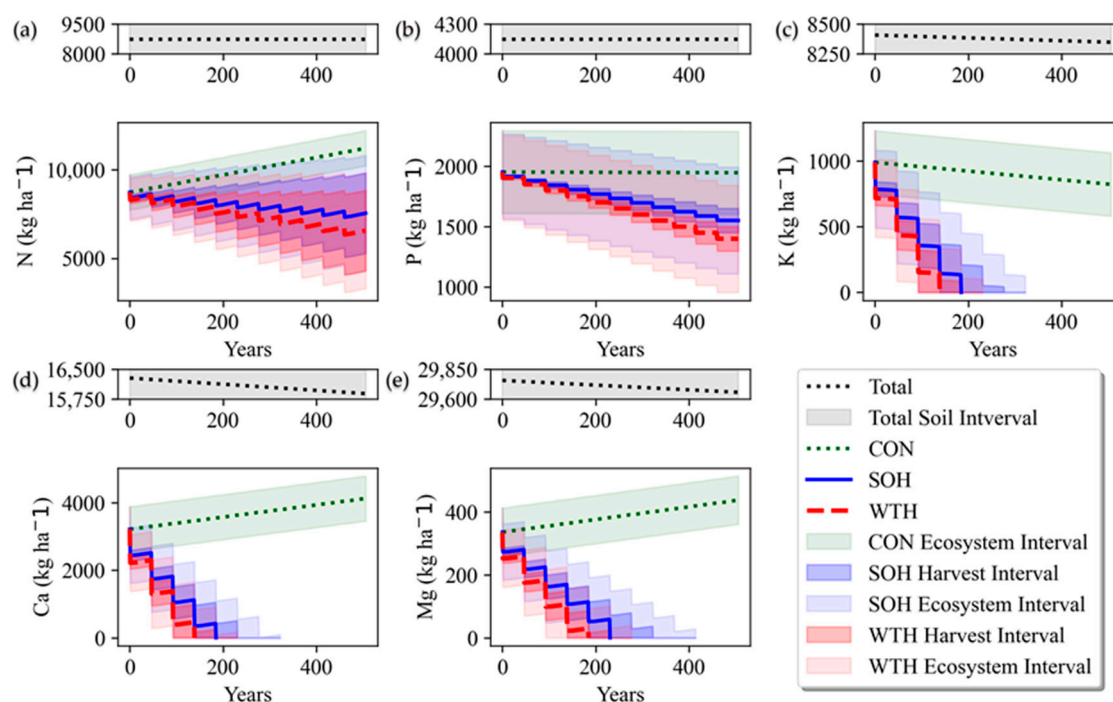 (a)
9500
8000
0
200
400
(b)
4300
4000
0
200
400
(c)
8500
8250
0
200
400
N (kg ha−1)
10,000
5000
0
200
400
Years
P (kg ha−1)
2000
1500
1000
0
200
400
Years
K (kg ha−1)
1000
500
0
0
200
400
Years
(d)
16,500
15,750
0
200
400
(e)
29,850
29,600
0
200
400
Ca (kg ha−1)
4000
2000
0
0
200
400
Years
Mg (kg ha−1)
400
200
0
0
200
400
Years
Total
Total Soil Intverval
CON
SOH
WTH
CON Ecosystem Interval
SOH Harvest Interval
SOH Ecosystem Interval
WTH Harvest Interval
WTH Ecosystem Interval